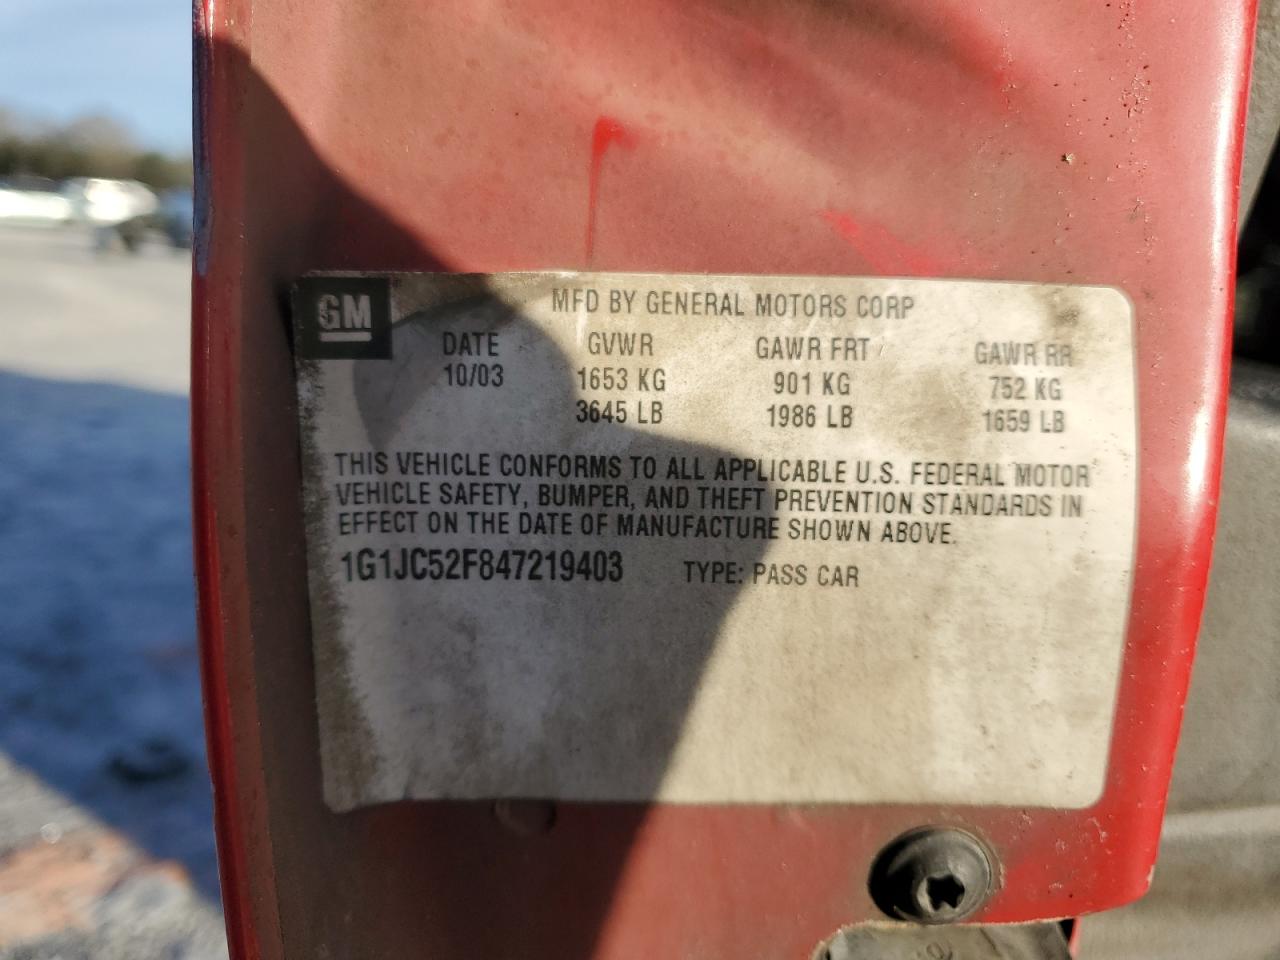 GM
MFD BY GENERAL MOTORS CORP
DATE GVWR GAWR FRT GAWR RR
10/03 1653 KG 901 KG 752 KG
3645 LB 1986 LB 1659 LB
THIS VEHICLE CONFORMS TO ALL APPLICABLE U.S. FEDERAL MOTOR
VEHICLE SAFETY, BUMPER, AND THEFT PREVENTION STANDARDS IN
EFFECT ON THE DATE OF MANUFACTURE SHOWN ABOVE.
1G1JC52F847219403 TYPE: PASS CAR